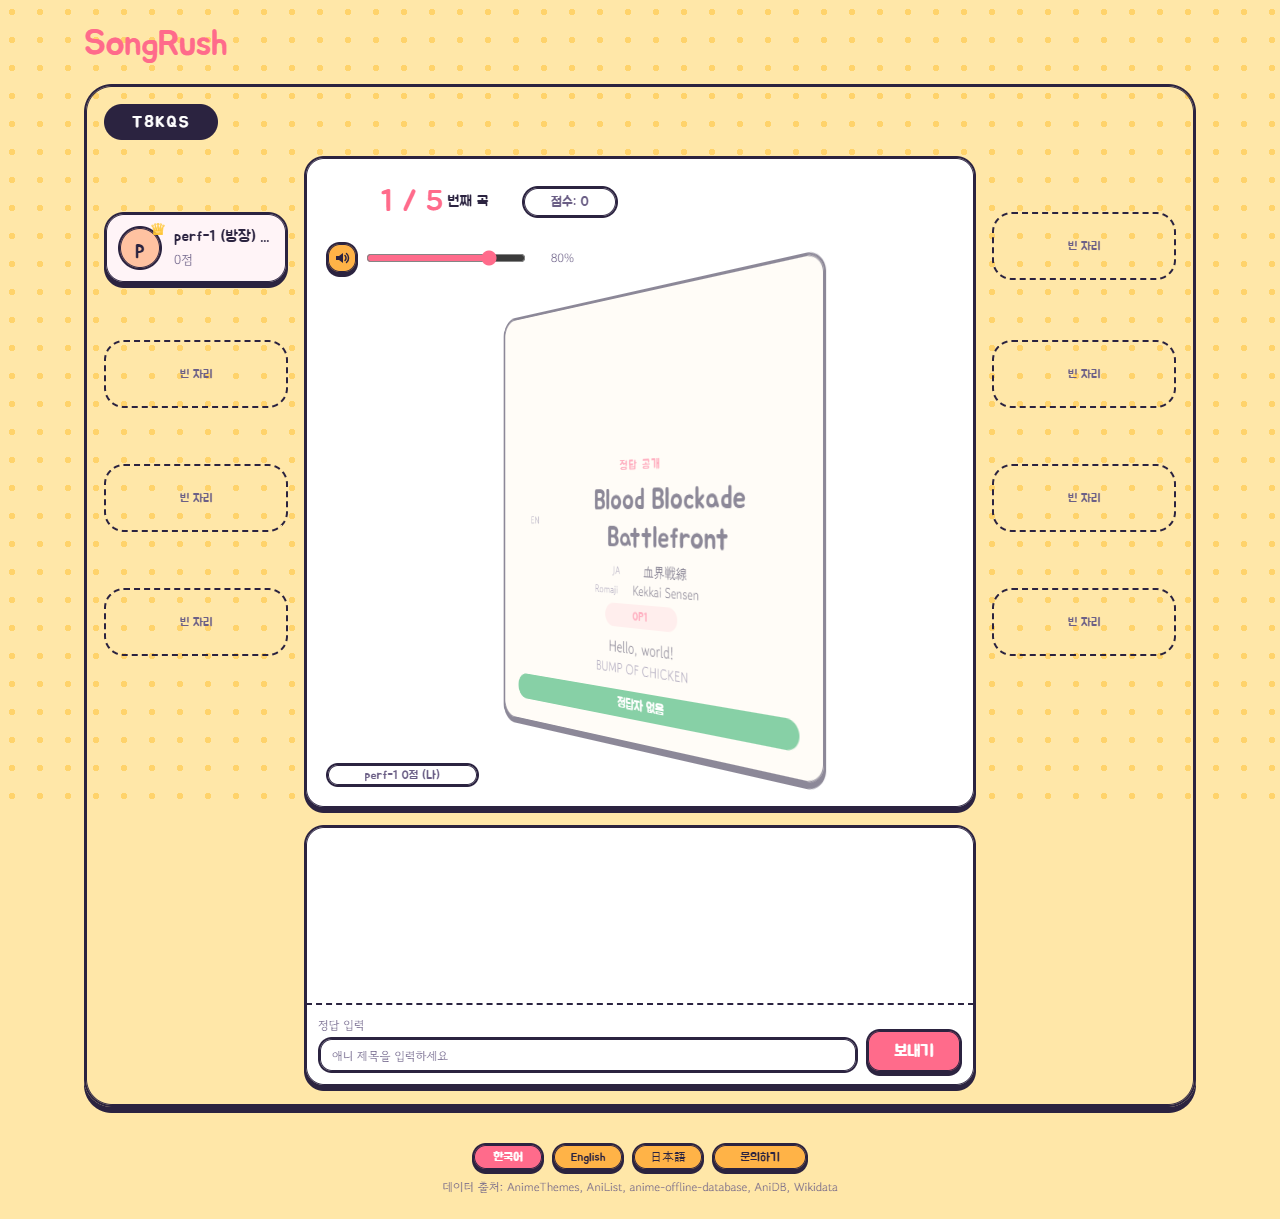 SongRush
T8KQS
1 / 5 번째 곡
점수: 0
P
perf-1 (방장) ...
0점
80%
빈 자리
빈 자리
빈 자리
빈 자리
빈 자리
빈 자리
빈 자리
정답 공개
EN
Blood Blockade
Battlefront
JA 血界戦線
Romaji Kekkai Sensen
OP1
Hello, world!
BUMP OF CHICKEN
정답자 없음
perf-1 0점 (나)
정답 입력
애니 제목을 입력하세요
보내기
한국어 English 日本語 문의하기
데이터 출처: AnimeThemes, AniList, anime-offline-database, AniDB, Wikidata